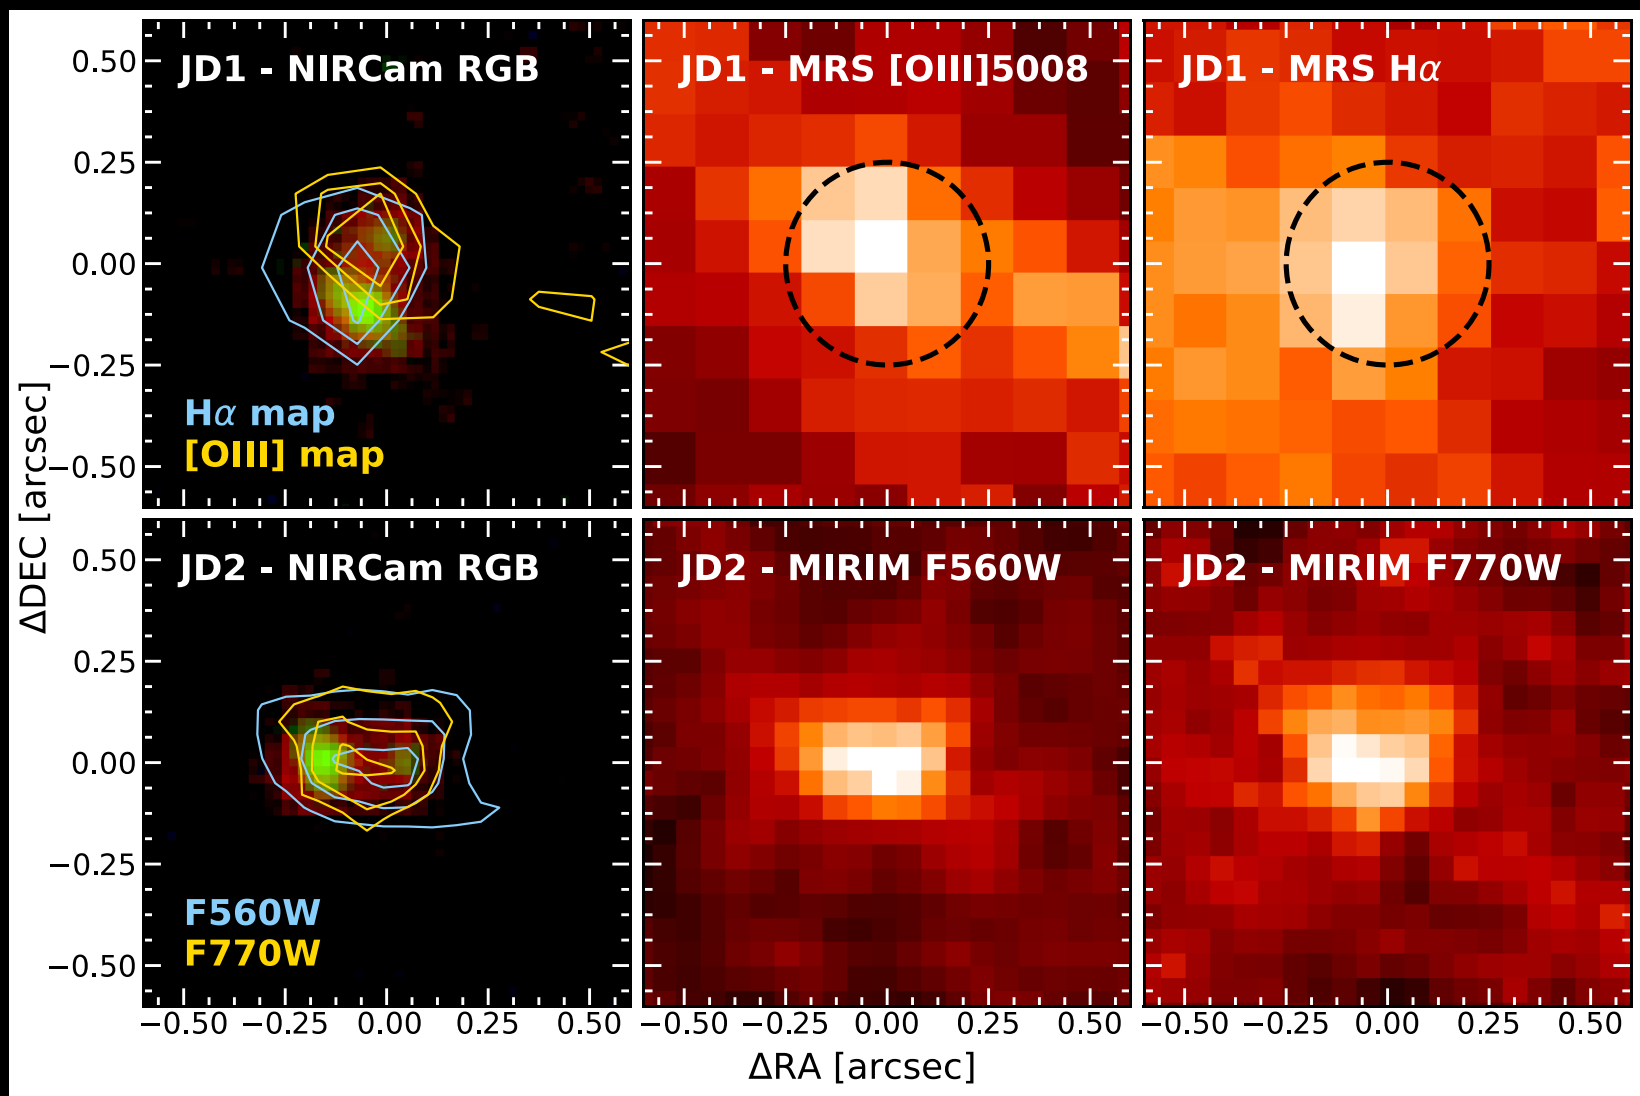 JD1 - NIRCam RGB
JD1 - MRS [OIII]5008
JD1 - MRS Hα
0.50
0.25
0.00
−0.25
−0.50
Hα map
[OIII] map
ΔDEC [arcsec]
JD2 - NIRCam RGB
JD2 - MIRIM F560W
JD2 - MIRIM F770W
0.50
0.25
0.00
−0.25
−0.50
F560W
F770W
−0.50 −0.25 0.00 0.25 0.50
−0.50 −0.25 0.00 0.25 0.50
−0.50 −0.25 0.00 0.25 0.50
ΔRA [arcsec]